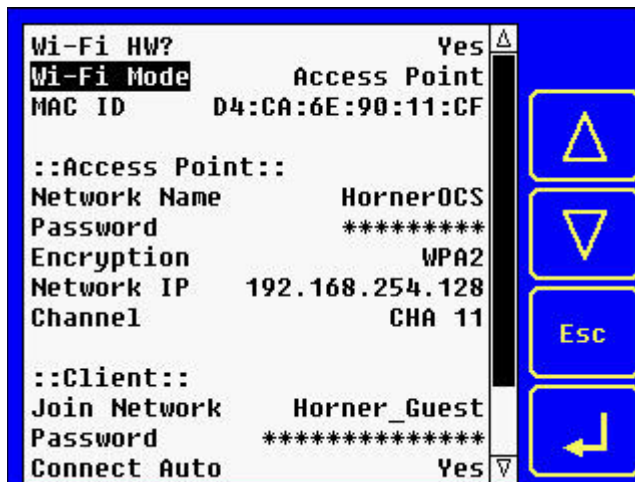 Wi-Fi HW? Yes
Wi-Fi Mode Access Point
MAC ID D4:CA:6E:90:11:CF
::Access Point::
Network Name HornerOCS
Password *********
Encryption WPA2
Network IP 192.168.254.128
Channel CHA 11
::Client::
Join Network Horner_Guest
Password **************
Connect Auto Yes
Esc